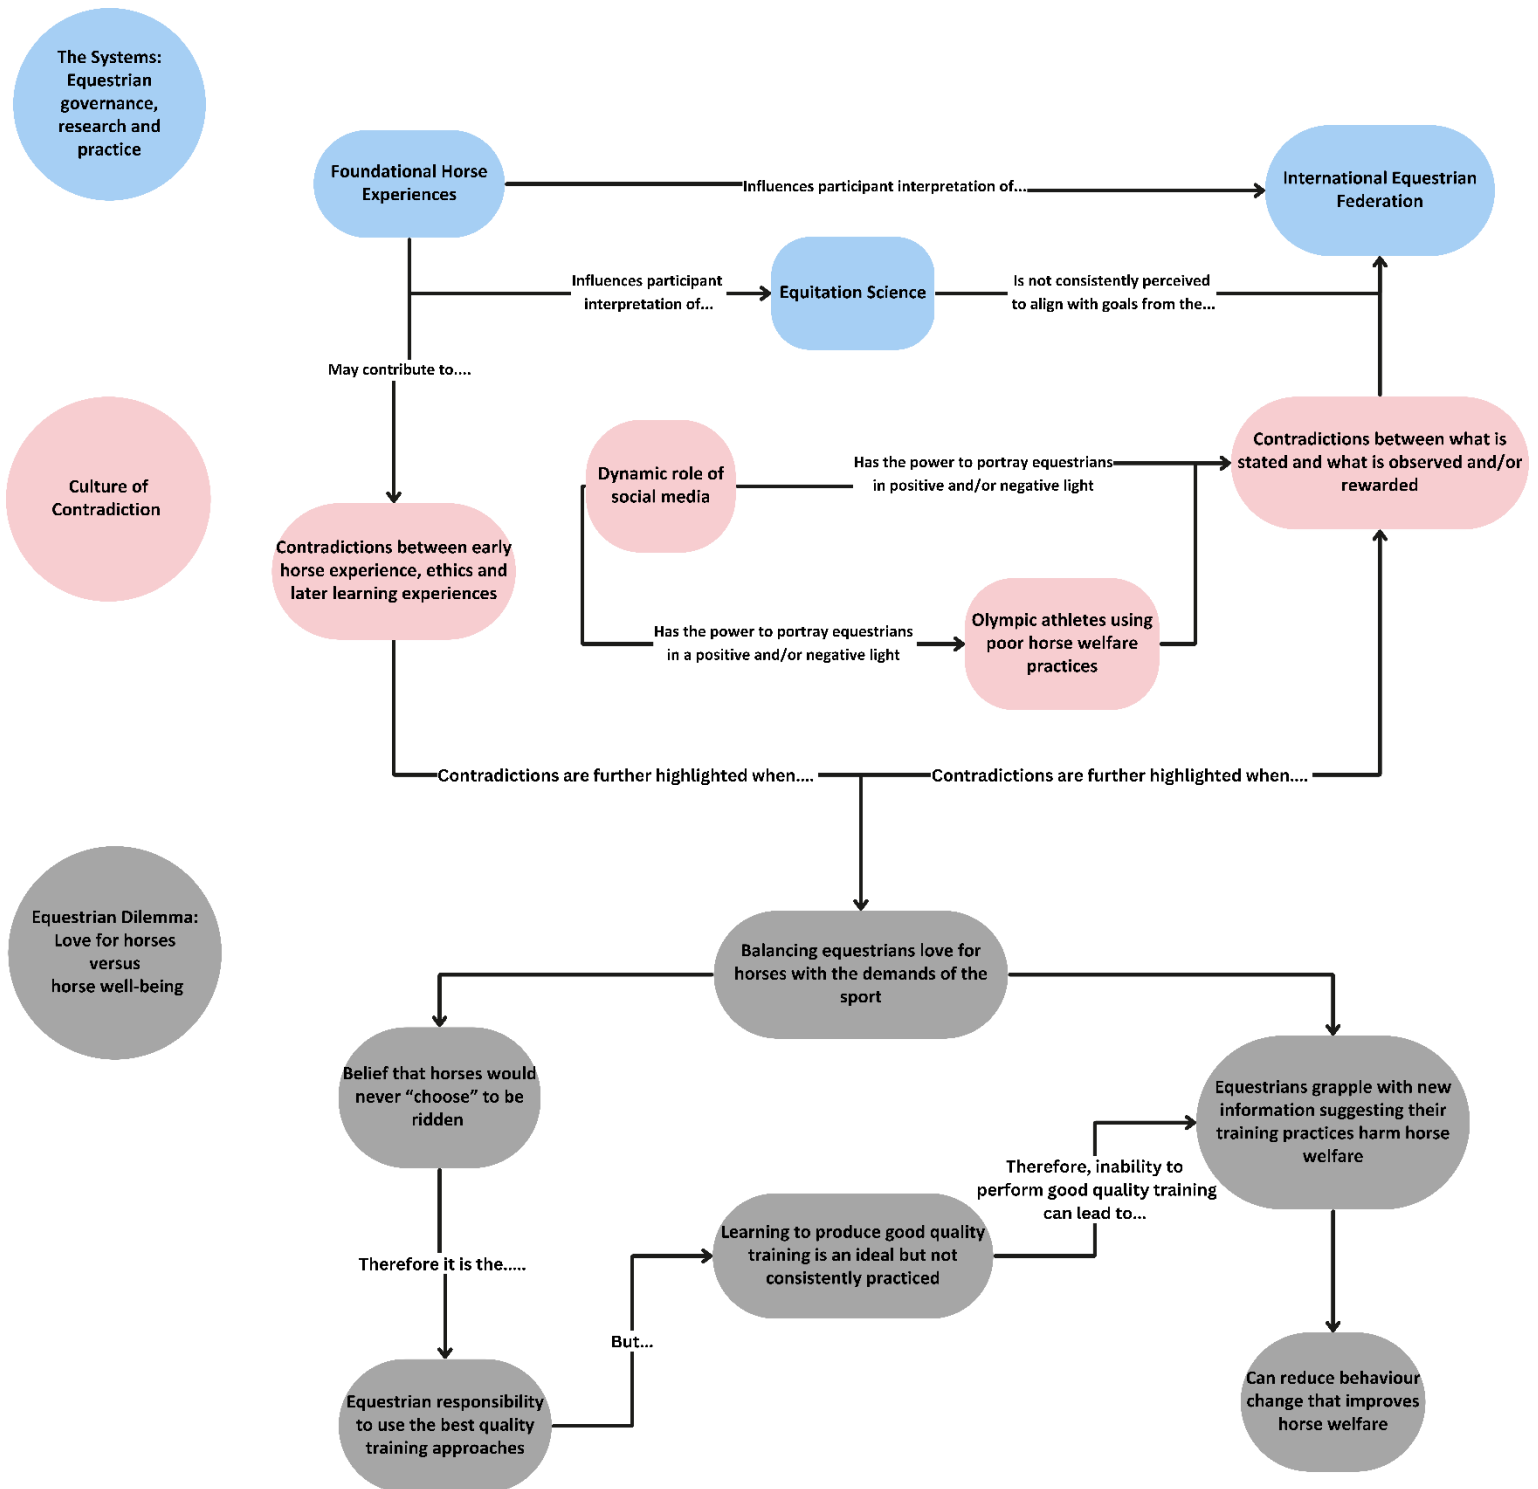 The Systems:
Equestrian
governance,
research and
practice
Foundational Horse
Experiences
Influences participant interpretation of...
International Equestrian
Federation
Influences participant
interpretation of...
Equitation Science
Is not consistently perceived
to align with goals from the...
May contribute to....
Culture of
Contradiction
Dynamic role of
social media
Has the power to portray equestrians
in positive and/or negative light
Contradictions between what is
stated and what is observed and/or
rewarded
Contradictions between early
horse experience, ethics and
later learning experiences
Has the power to portray equestrians
in a positive and/or negative light
Olympic athletes using
poor horse welfare
practices
Contradictions are further highlighted when....
Contradictions are further highlighted when....
Equestrian Dilemma:
Love for horses
versus
horse well-being
Balancing equestrians love for
horses with the demands of the
sport
Belief that horses would
never “choose” to be
ridden
Equestrians grapple with new
information suggesting their
training practices harm horse
welfare
Therefore, inability to
perform good quality training
can lead to...
Learning to produce good quality
training is an ideal but not
consistently practiced
Therefore it is the.....
But...
Equestrian responsibility
to use the best quality
training approaches
Can reduce behaviour
change that improves
horse welfare